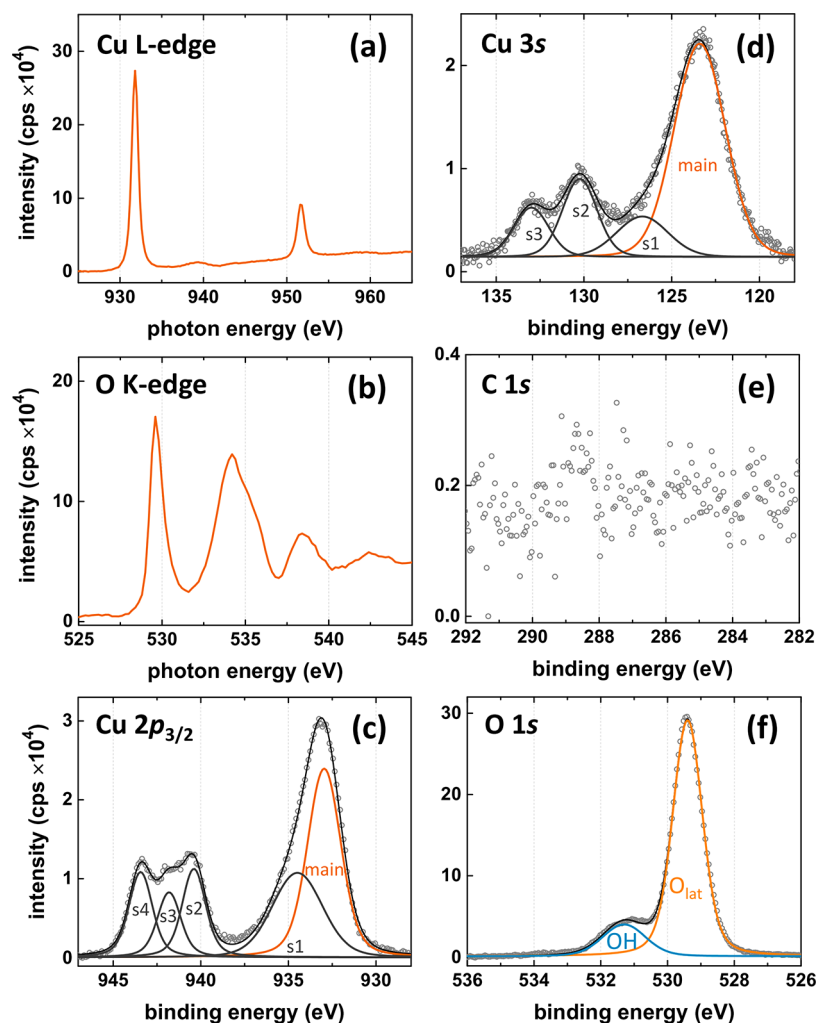 Cu L-edge (a)
30
20
10
0
intensity (cps ×10⁴)
930 940 950 960
photon energy (eV)
Cu 3s (d)
2
1
0
main
s3 s2 s1
135 130 125 120
binding energy (eV)
O K-edge (b)
20
10
0
intensity (cps ×10⁴)
525 530 535 540 545
photon energy (eV)
C 1s (e)
0.4
0.2
0.0
292 290 288 286 284 282
binding energy (eV)
Cu 2p3/2 (c)
3
2
1
0
intensity (cps ×10⁴)
main
s4 s3 s2 s1
945 940 935 930
binding energy (eV)
O 1s (f)
30
20
10
0
Olat
OH
536 534 532 530 528 526
binding energy (eV)